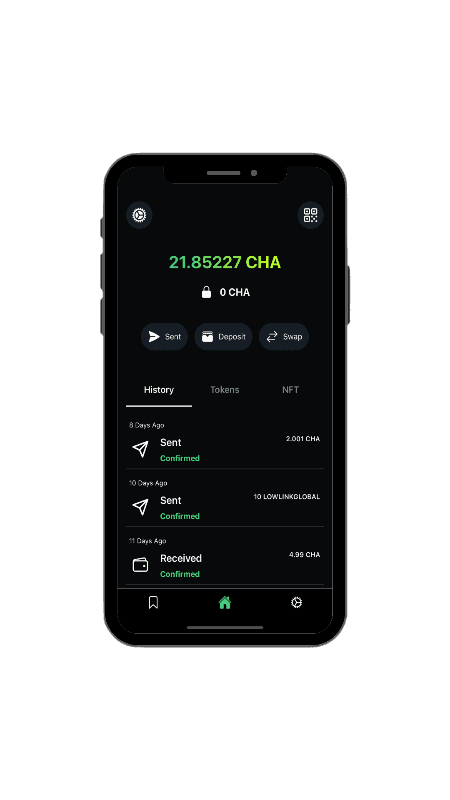 21.85227 CHA
0 CHA
Sent Deposit Swap
History Tokens NFT
8 Days Ago
Sent 2.001 CHA
Confirmed
10 Days Ago
Sent 10 LOWLINKGLOBAL
Confirmed
11 Days Ago
Received 4.99 CHA
Confirmed